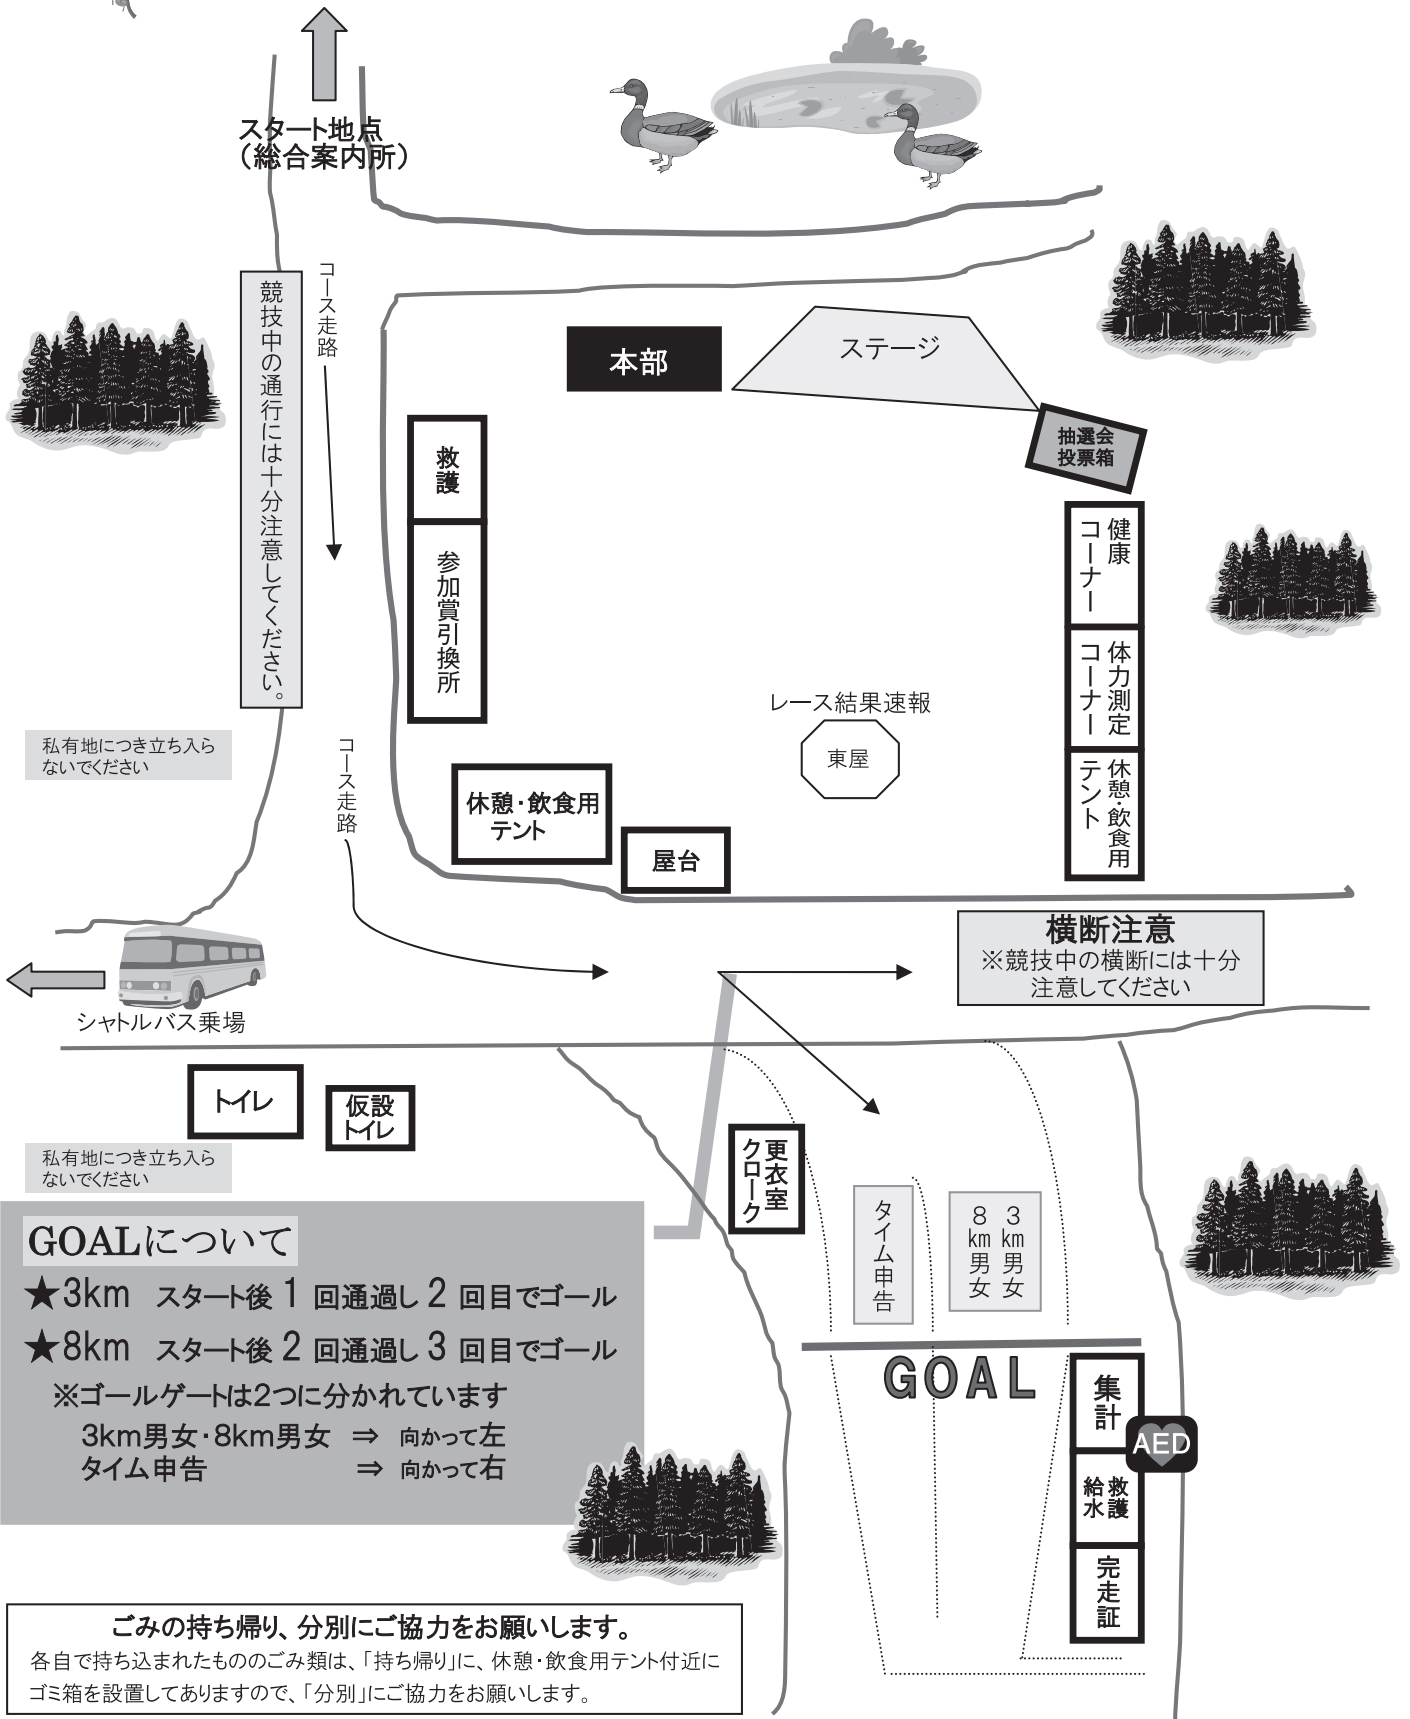 スタート地点
（総合案内所）
コース走路
競技中の通行には十分注意してください。
本部
ステージ
抽選会
投票箱
救護
参加賞引換所
健康
コーナー
体力測定
コーナー
休憩・飲食用
テント
レース結果速報
東屋
私有地につき立ち入ら
ないでください
コース走路
休憩・飲食用
テント
屋台
横断注意
※競技中の横断には十分
注意してください
シャトルバス乗場
トイレ
仮設
トイレ
更衣室
クローク
私有地につき立ち入ら
ないでください
タイム申告
3km男女
8km男女
GOALについて
★3km スタート後 1 回通過し 2 回目でゴール
★8km スタート後 2 回通過し 3 回目でゴール
※ゴールゲートは2つに分かれています
3km男女・8km男女 ⇒ 向かって左
タイム申告 ⇒ 向かって右
GOAL
集計
AED
救護
給水
完走証
ごみの持ち帰り、分別にご協力をお願いします。
各自で持ち込まれたもののごみ類は、「持ち帰り」に、休憩・飲食用テント付近に
ゴミ箱を設置してありますので、「分別」にご協力をお願いします。